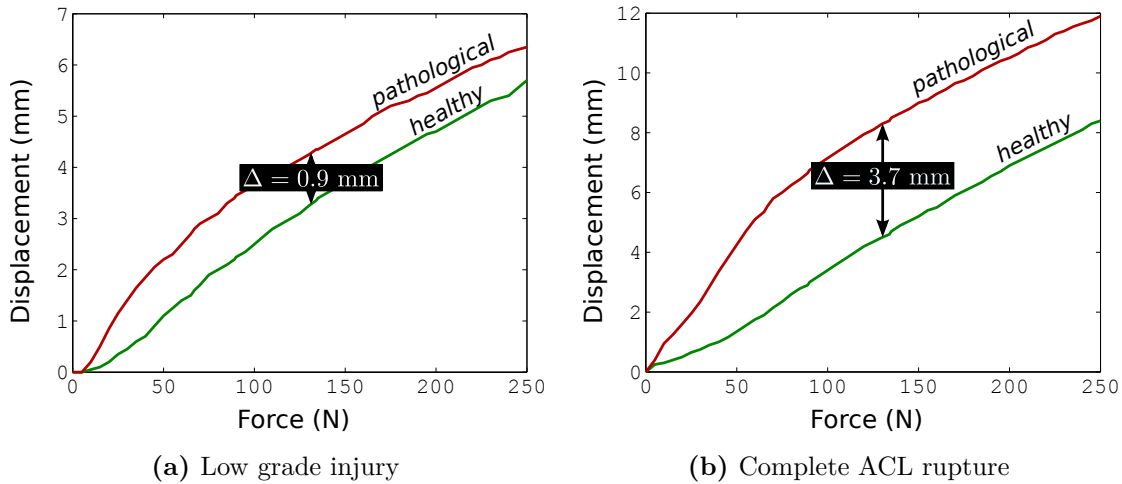 7
6
5
4
3
2
1
0
0 50 100 150 200 250
Displacement (mm)
Force (N)
pathological
healthy
Δ = 0.9 mm
(a) Low grade injury
12
10
8
6
4
2
0
0 50 100 150 200 250
Displacement (mm)
Force (N)
pathological
healthy
Δ = 3.7 mm
(b) Complete ACL rupture